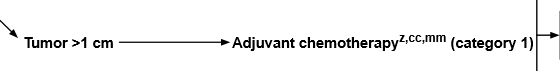 Tumor >1 cm Adjuvant chemotherapyz,cc,mm (category 1)